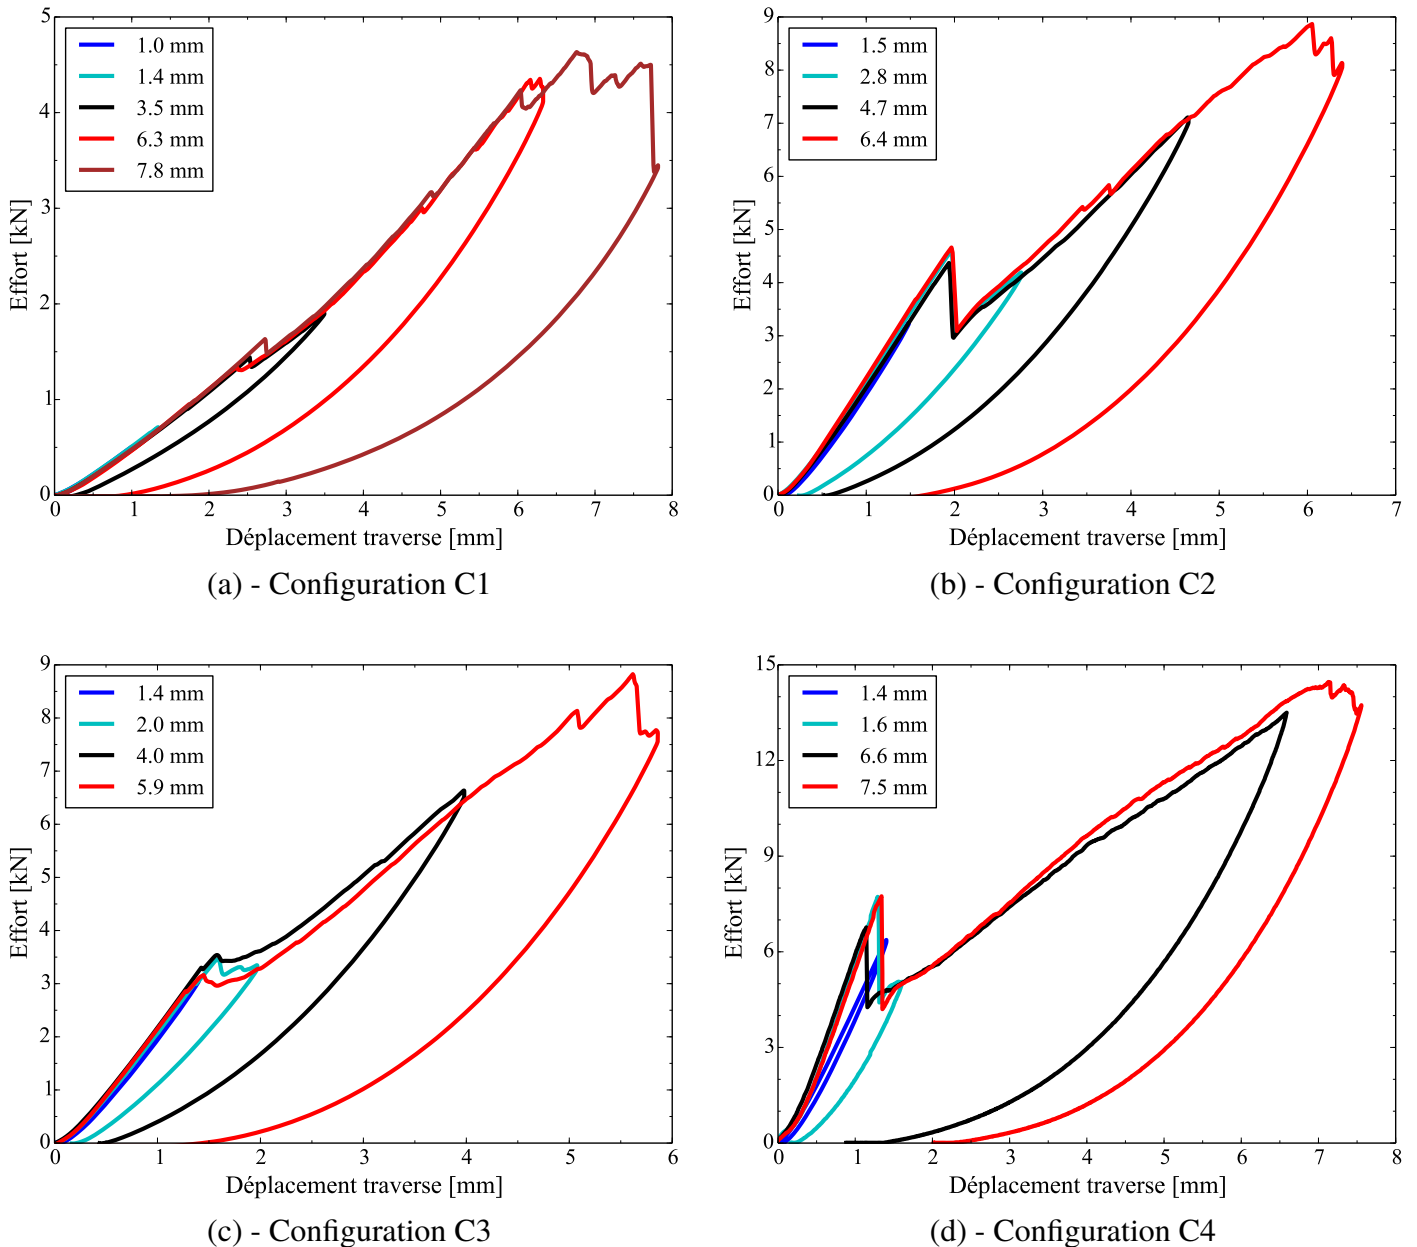 5
4
3
2
1
0
Effort [kN]
1.0 mm
1.4 mm
3.5 mm
6.3 mm
7.8 mm
0 1 2 3 4 5 6 7 8
Déplacement traverse [mm]
(a) - Configuration C1
9
8
7
6
5
4
3
2
1
0
Effort [kN]
1.5 mm
2.8 mm
4.7 mm
6.4 mm
0 1 2 3 4 5 6 7
Déplacement traverse [mm]
(b) - Configuration C2
9
8
7
6
5
4
3
2
1
0
Effort [kN]
1.4 mm
2.0 mm
4.0 mm
5.9 mm
0 1 2 3 4 5 6
Déplacement traverse [mm]
(c) - Configuration C3
15
12
9
6
3
0
Effort [kN]
1.4 mm
1.6 mm
6.6 mm
7.5 mm
0 1 2 3 4 5 6 7 8
Déplacement traverse [mm]
(d) - Configuration C4